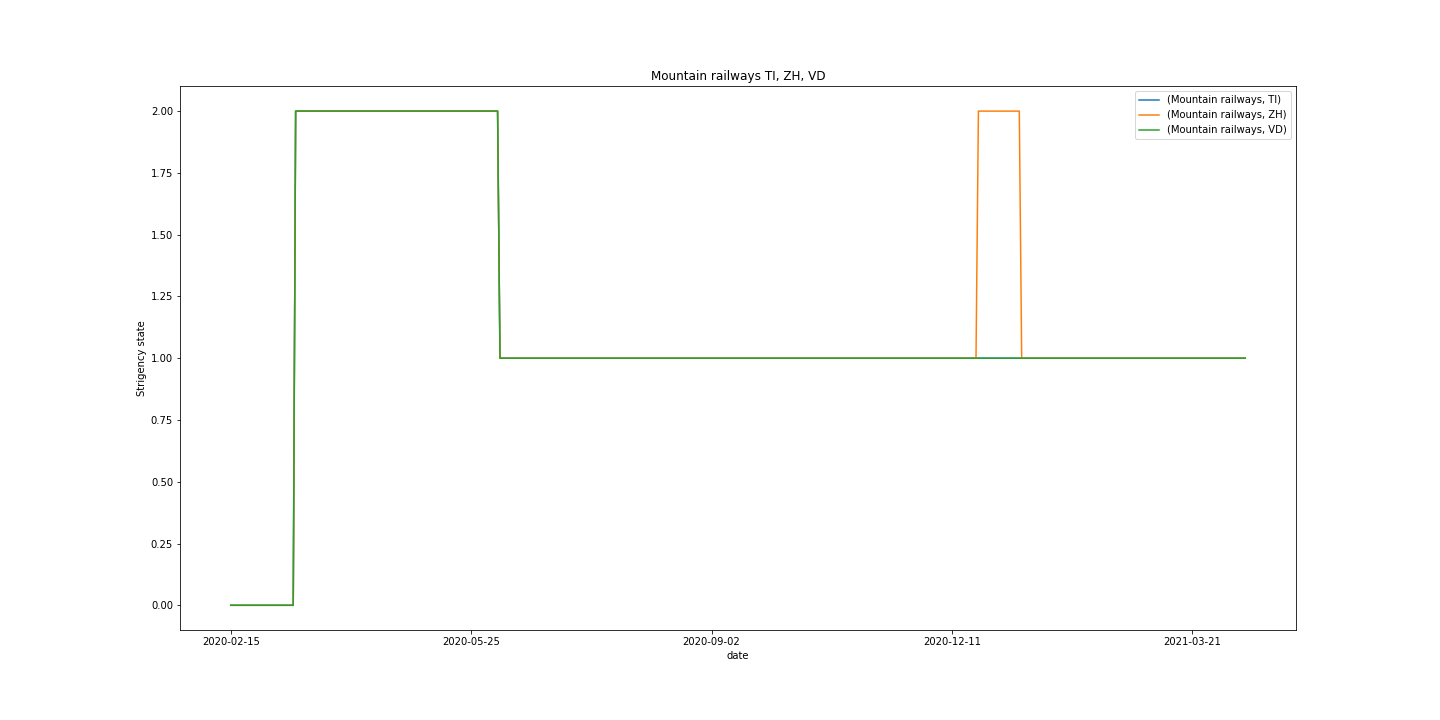 Mountain railways TI, ZH, VD
(Mountain railways, TI)
(Mountain railways, ZH)
(Mountain railways, VD)
2.00
1.75
1.50
1.25
1.00
0.75
0.50
0.25
0.00
Strigency state
2020-02-15 2020-05-25 2020-09-02 2020-12-11 2021-03-21
date